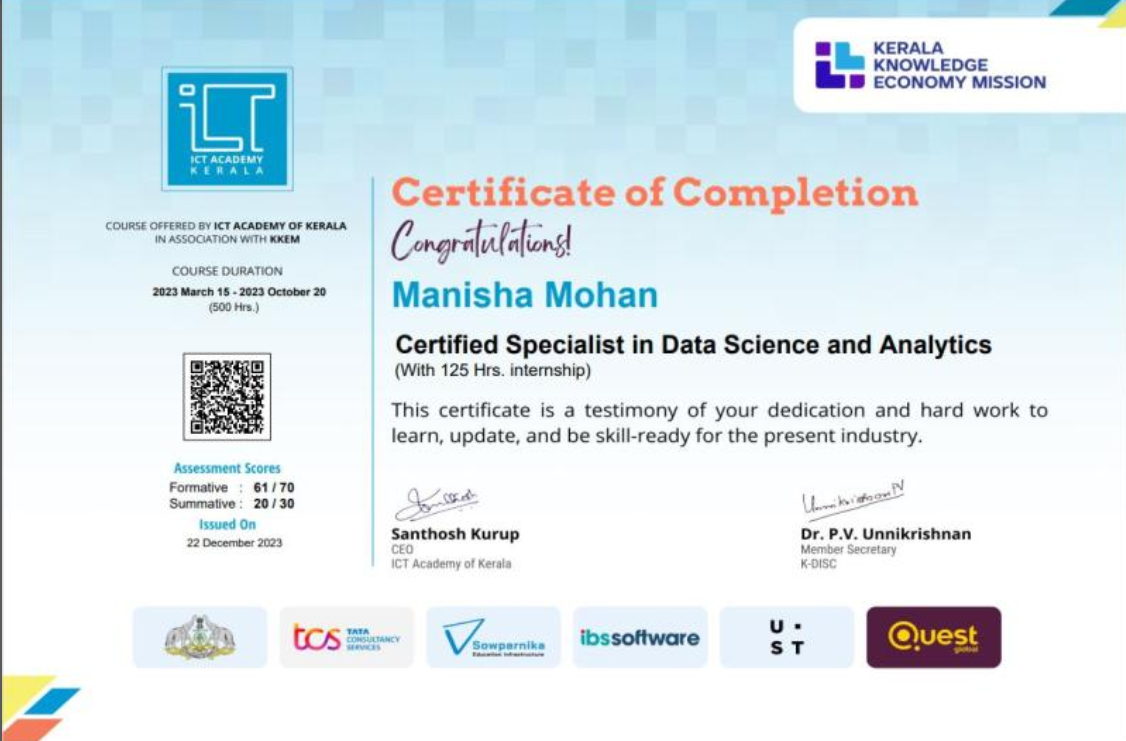 KERALA
KNOWLEDGE
ECONOMY MISSION
ICT
ICT ACADEMY
KERALA
COURSE OFFERED BY ICT ACADEMY OF KERALA
IN ASSOCIATION WITH KKEM
COURSE DURATION
2023 March 15 - 2023 October 20
(500 Hrs.)
Assessment Scores
Formative : 61 / 70
Summative : 20 / 30
Issued On
22 December 2023
Certificate of Completion
Congratulations!
Manisha Mohan
Certified Specialist in Data Science and Analytics
(With 125 Hrs. internship)
This certificate is a testimony of your dedication and hard work to
learn, update, and be skill-ready for the present industry.
Santhosh Kurup
CEO
ICT Academy of Kerala
Unnikrishnan PV
Dr. P.V. Unnikrishnan
Member Secretary
K-DISC
tcs TATA
CONSULTANCY
SERVICES
Sowparnika
Education Infrastructure
ibssoftware
U .
S T
Quest
global